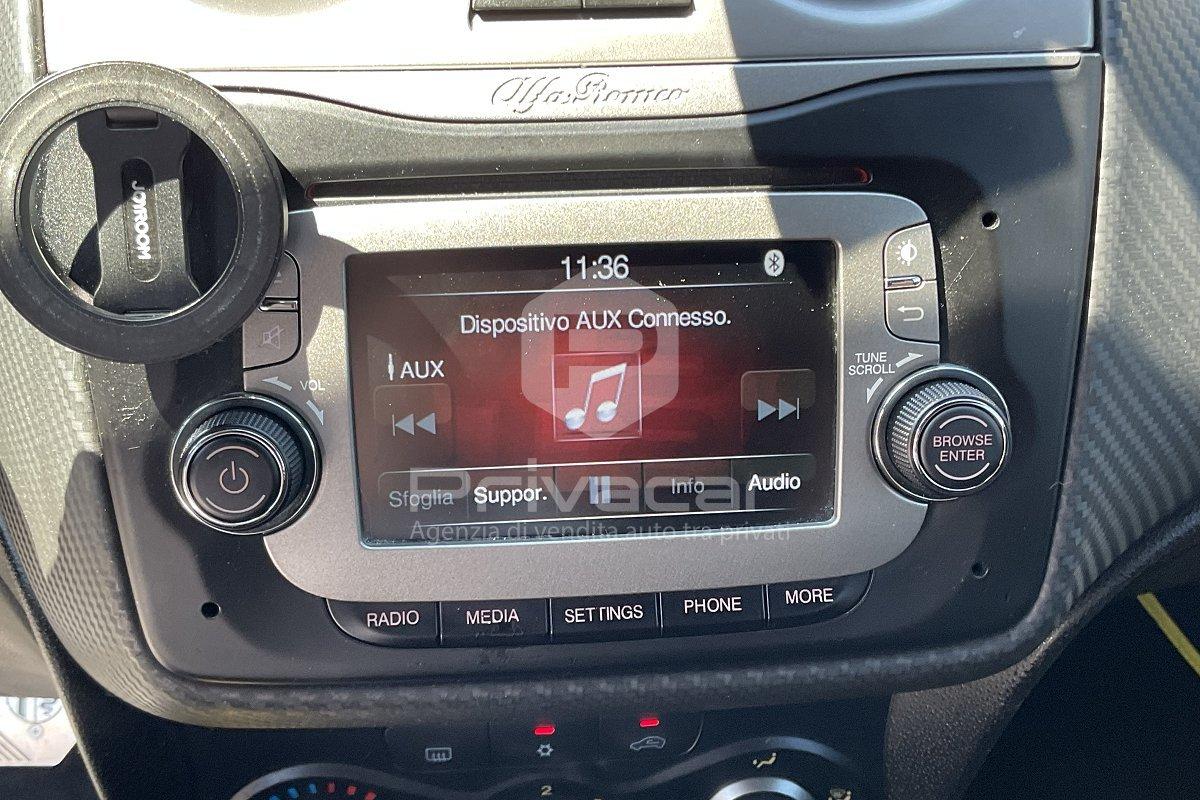 Alfa Romeo
JOYROOM
11:36
Dispositivo AUX Connesso.
AUX
VOL
TUNE
SCROLL
BROWSE
ENTER
Sfoglia Suppor. Info Audio
Privacar
Agenzia di vendita auto tra privati
RADIO MEDIA SETTINGS PHONE MORE
2